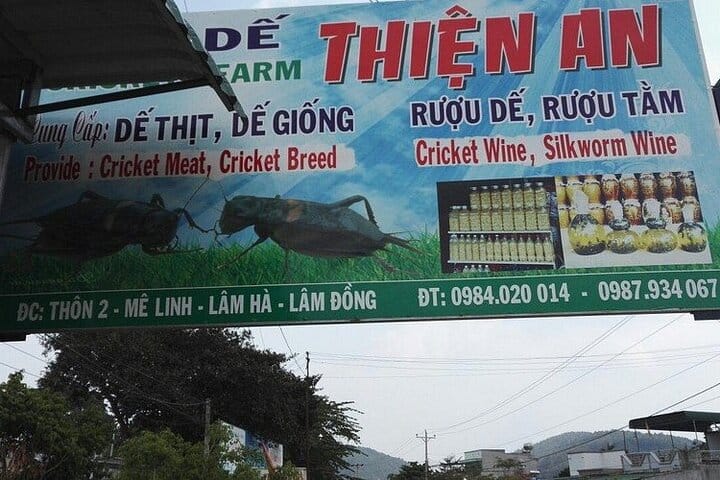 DẾ THIỆN AN
FARM
Cung Cấp: DẾ THỊT, DẾ GIỐNG
Provide : Cricket Meat, Cricket Breed
RƯỢU DẾ, RƯỢU TẰM
Cricket Wine, Silkworm Wine
ĐC: THÔN 2 - MÊ LINH - LÂM HÀ - LÂM ĐỒNG ĐT: 0984.020 014 - 0987.934 067